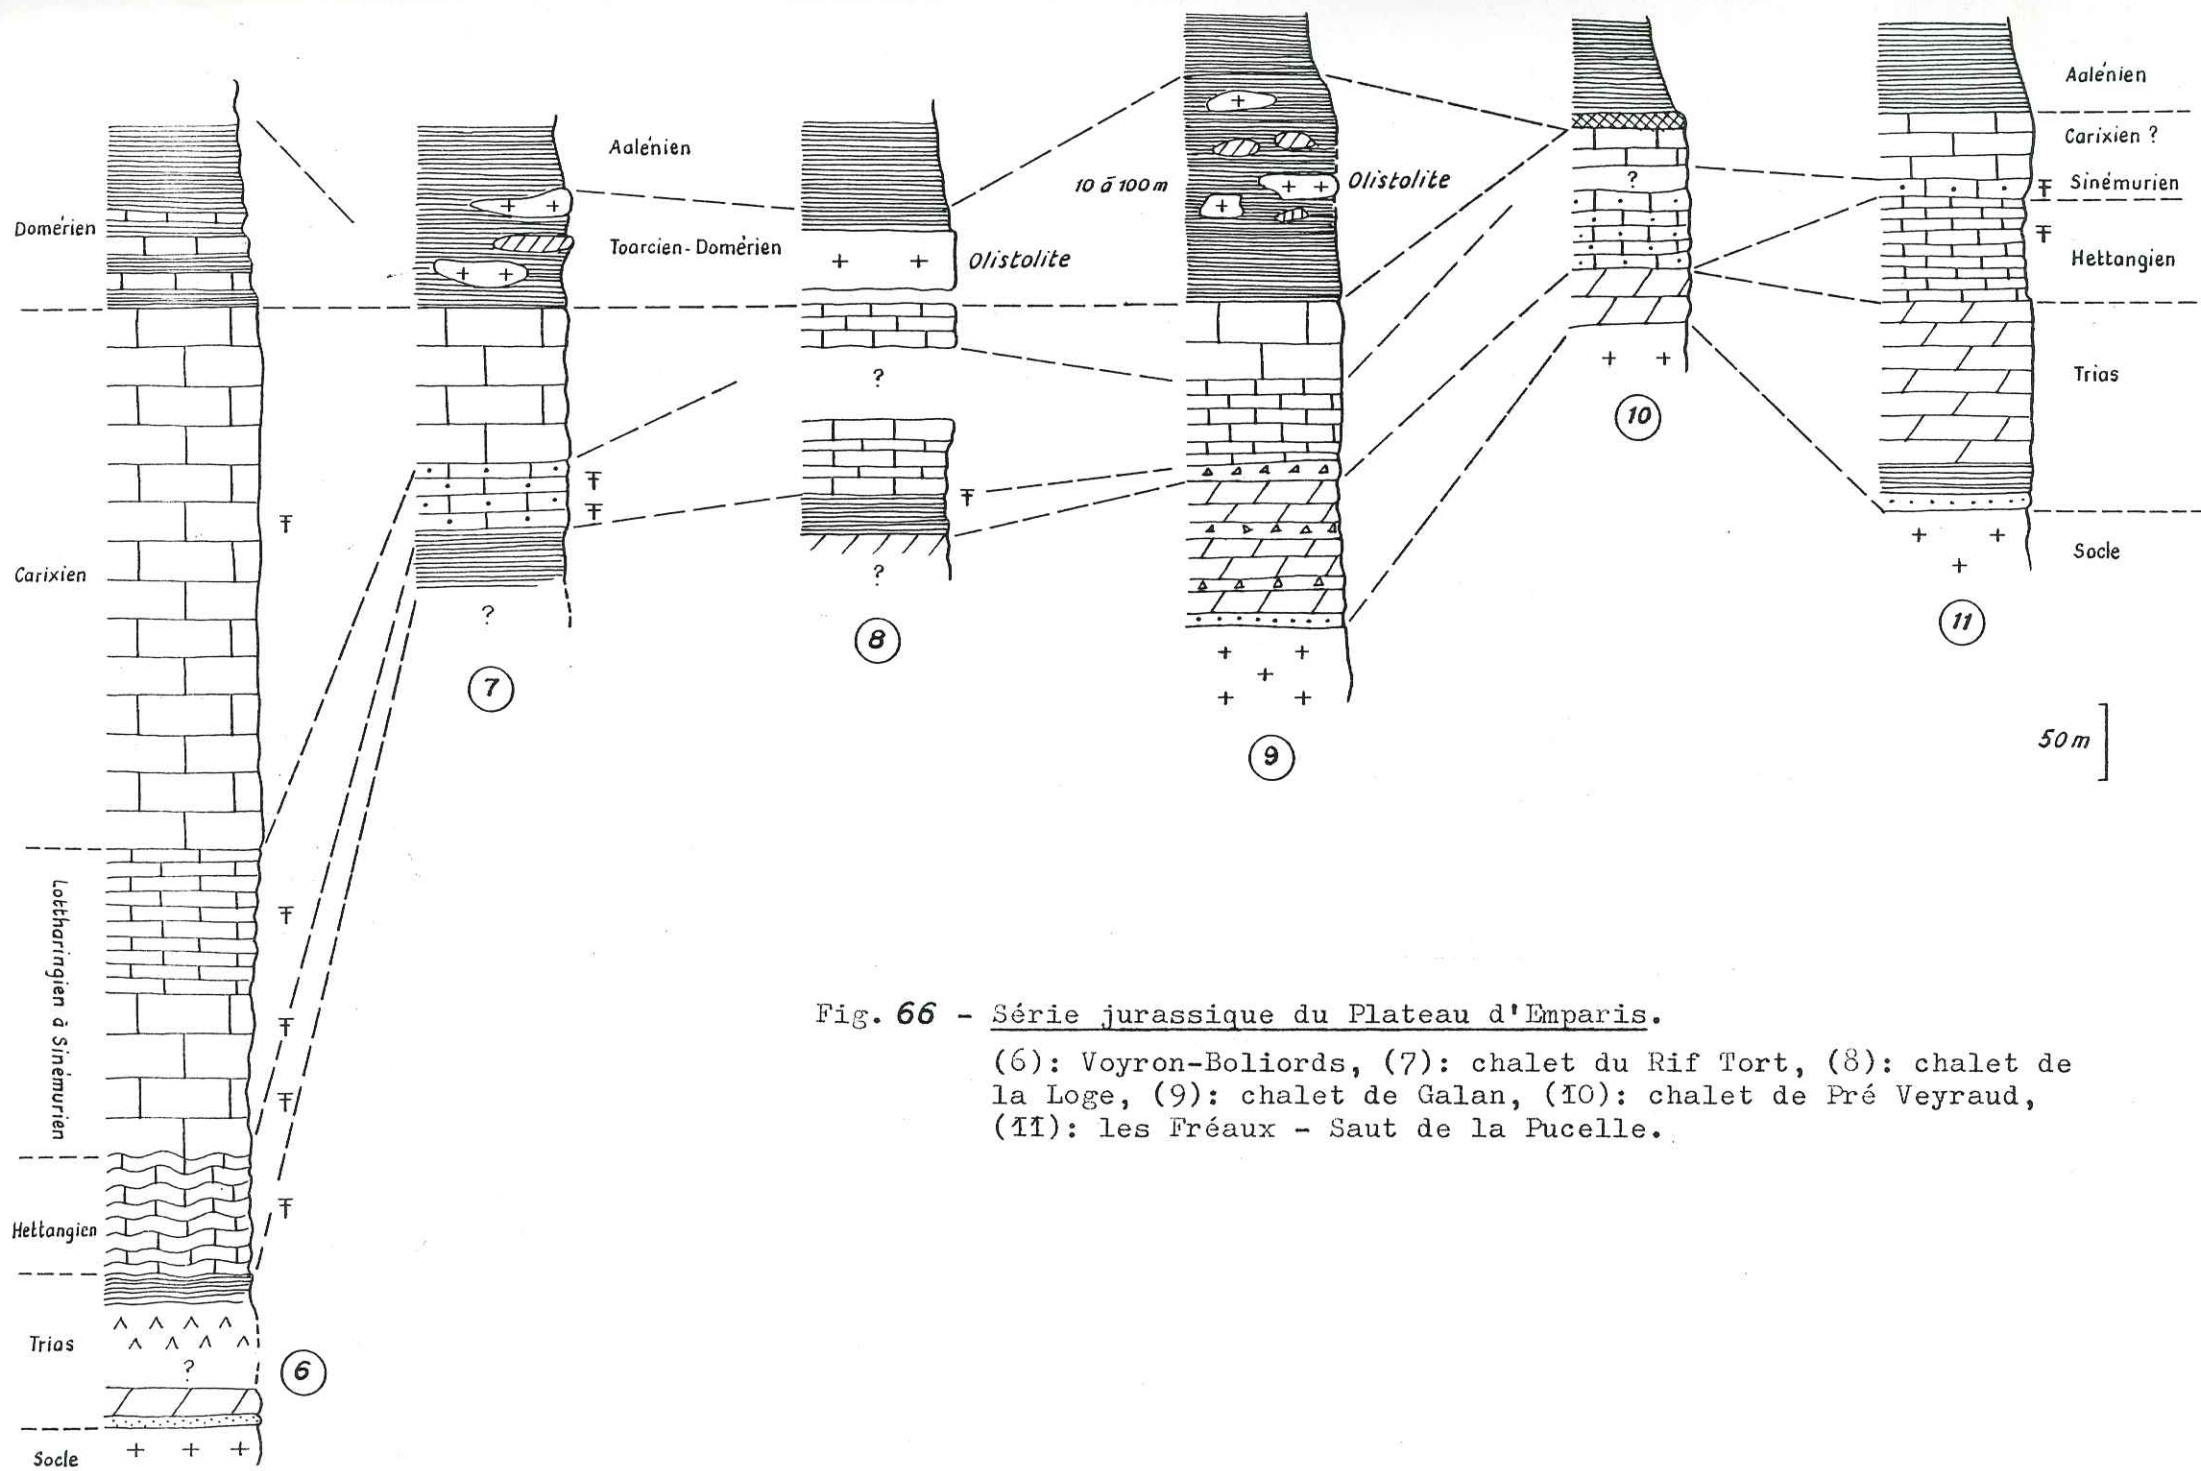 Domérien
Carixien
Lottharingien à Sinémurien
Hettangien
Trias
?
Socle
6
Aalénien
Toarcien-Domérien
?
7
Olistolite
?
?
8
10 à 100 m
Olistolite
9
?
10
Aalénien
Carixien ?
Sinémurien
Hettangien
Trias
Socle
11
50 m
Fig. 66 - Série jurassique du Plateau d'Emparis.
(6): Voyron-Boliords, (7): chalet du Rif Tort, (8): chalet de
la Loge, (9): chalet de Galan, (10): chalet de Pré Veyraud,
(11): les Fréaux - Saut de la Pucelle.